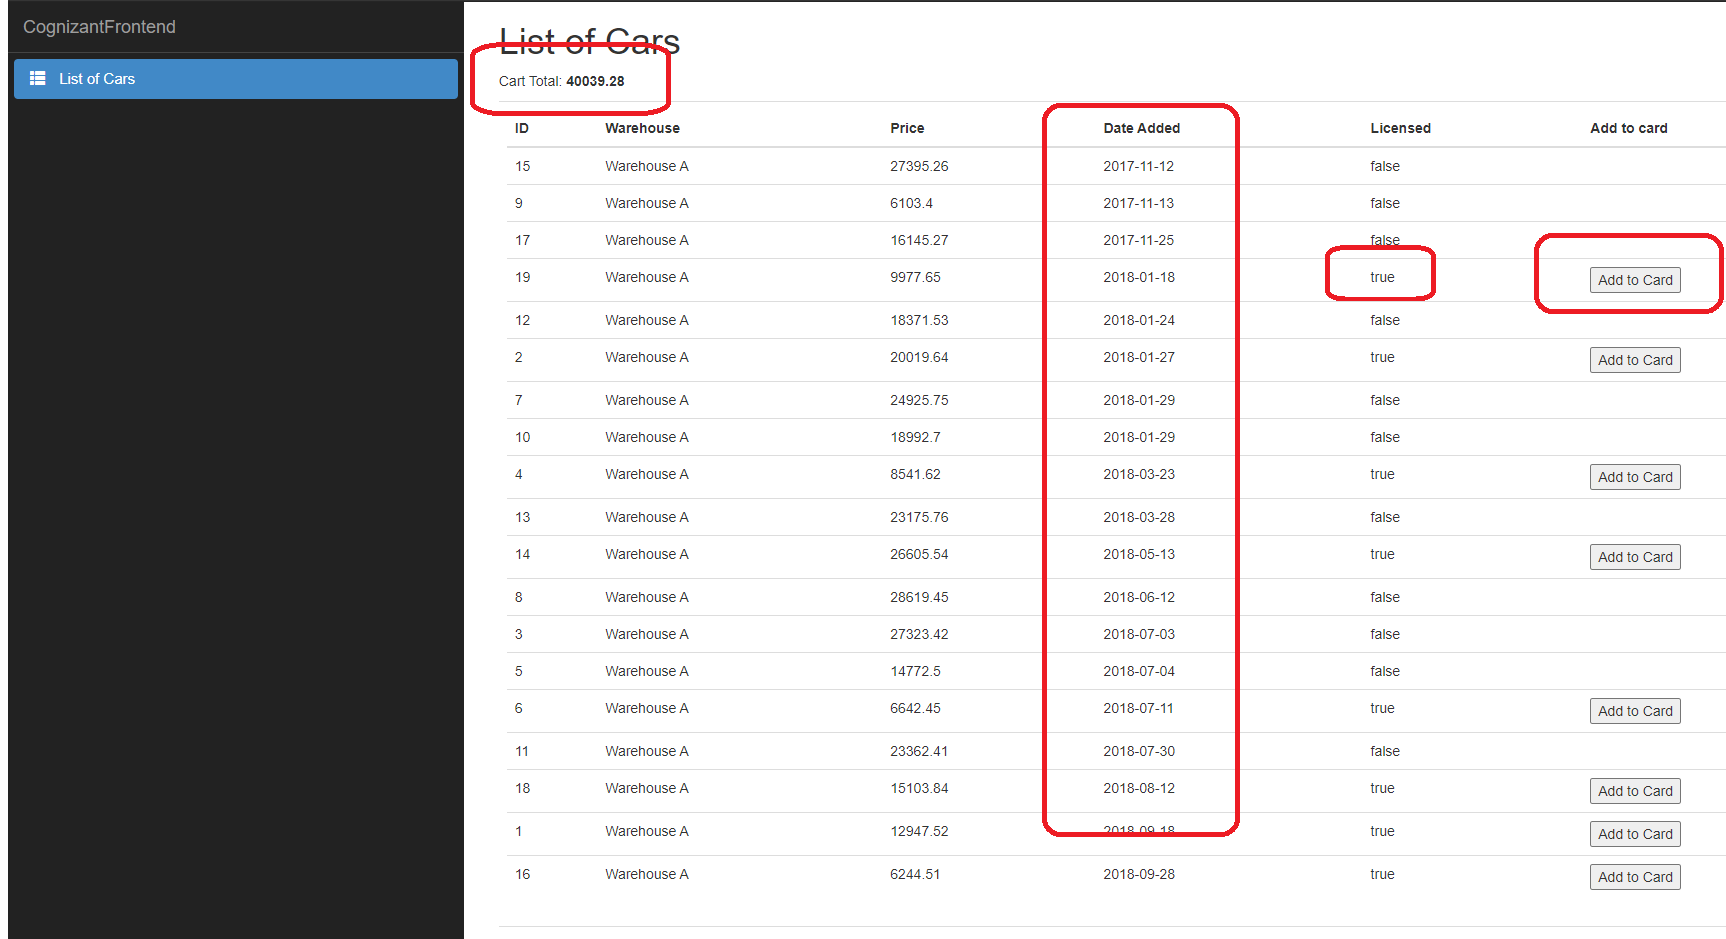 CognizantFrontend
List of Cars
List of Cars
Cart Total: 40039.28
ID Warehouse Price Date Added Licensed Add to card
15 Warehouse A 27395.26 2017-11-12 false
9 Warehouse A 6103.4 2017-11-13 false
17 Warehouse A 16145.27 2017-11-25 false
19 Warehouse A 9977.65 2018-01-18 true Add to Card
12 Warehouse A 18371.53 2018-01-24 false
2 Warehouse A 20019.64 2018-01-27 true Add to Card
7 Warehouse A 24925.75 2018-01-29 false
10 Warehouse A 18992.7 2018-01-29 false
4 Warehouse A 8541.62 2018-03-23 true Add to Card
13 Warehouse A 23175.76 2018-03-28 false
14 Warehouse A 26605.54 2018-05-13 true Add to Card
8 Warehouse A 28619.45 2018-06-12 false
3 Warehouse A 27323.42 2018-07-03 false
5 Warehouse A 14772.5 2018-07-04 false
6 Warehouse A 6642.45 2018-07-11 true Add to Card
11 Warehouse A 23362.41 2018-07-30 false
18 Warehouse A 15103.84 2018-08-12 true Add to Card
1 Warehouse A 12947.52 2018-09-18 true Add to Card
16 Warehouse A 6244.51 2018-09-28 true Add to Card